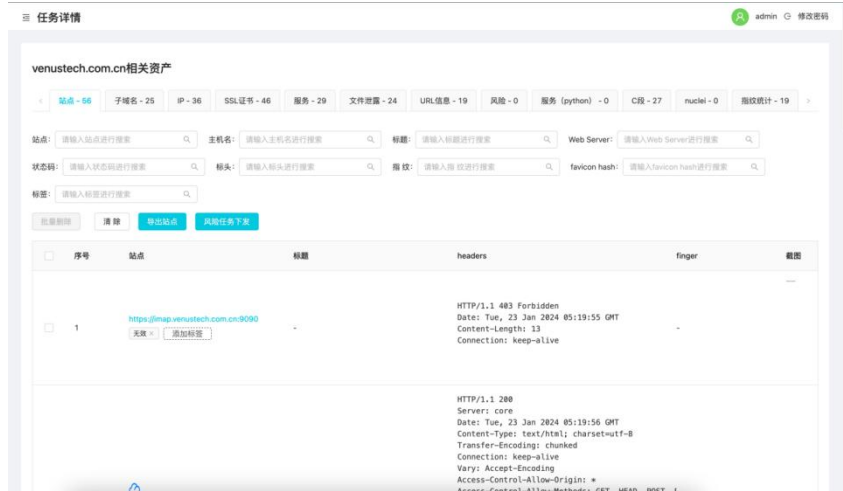 任务详情
admin 修改密码
venustech.com.cn相关资产
站点 - 56 子域名 - 25 IP - 36 SSL证书 - 46 服务 - 29 文件泄露 - 24 URL信息 - 19 风险 - 0 服务（python） - 0 C段 - 27 nuclei - 0 指纹统计 - 19
站点： 请输入站点进行搜索 主机名： 请输入主机名进行搜索 标题： 请输入标题进行搜索 Web Server： 请输入Web Server进行搜索
状态码： 请输入状态码进行搜索 标头： 请输入标头进行搜索 指 纹： 请输入指 纹进行搜索 favicon hash： 请输入favicon hash进行搜索
标签： 请输入标签进行搜索
批量删除 清 除 导出站点 风险任务下发
序号 站点 标题 headers finger 截图
HTTP/1.1 403 Forbidden
https://imap.venustech.com.cn:9090 Date: Tue, 23 Jan 2024 05:19:55 GMT
1 - Content-Length: 13 -
无效 × 添加标签 Connection: keep-alive
HTTP/1.1 200
Server: core
Date: Tue, 23 Jan 2024 05:19:56 GMT
Content-Type: text/html; charset=utf-8
Transfer-Encoding: chunked
Connection: keep-alive
Vary: Accept-Encoding
Access-Control-Allow-Origin: *
Access-Control-Allow-Methods: GET, HEAD, POST,